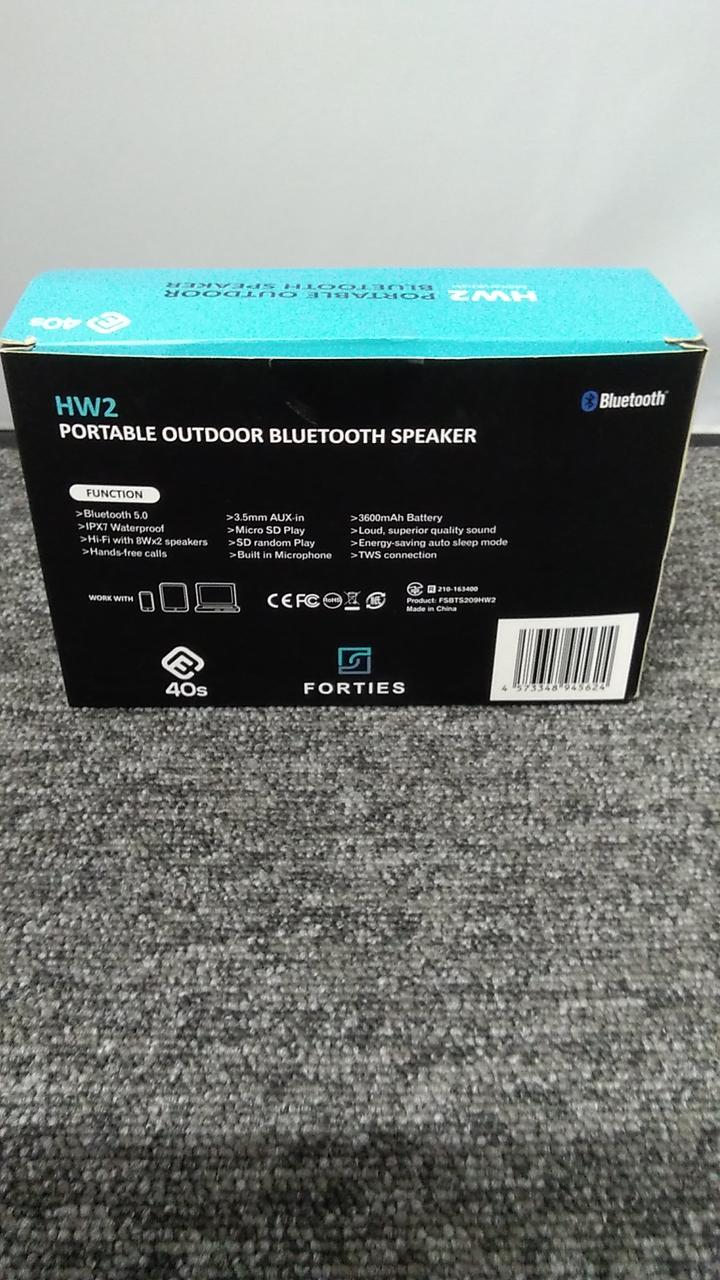 HW2 PORTABLE OUTDOOR
BLUETOOTH SPEAKER
40s
HW2
PORTABLE OUTDOOR BLUETOOTH SPEAKER
Bluetooth
FUNCTION
>Bluetooth 5.0
>IPX7 Waterproof
>Hi-Fi with 8Wx2 speakers
>Hands-free calls
>3.5mm AUX-in
>Micro SD Play
>SD random Play
>Built in Microphone
>3600mAh Battery
>Loud, superior quality sound
>Energy-saving auto sleep mode
>TWS connection
WORK WITH
CE FC RoHS
R 210-163400
Product: FSBTS209HW2
Made in China
40s
FORTIES
4 573348 945624